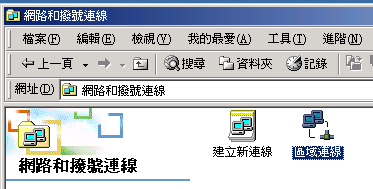 網路和撥號連線
檔案(F) 編輯(E) 檢視(V) 我的最愛(A) 工具(T) 進階(N)
上一頁 搜尋 資料夾 記錄
網址(D) 網路和撥號連線
建立新連線 區域連線
網路和撥號連線